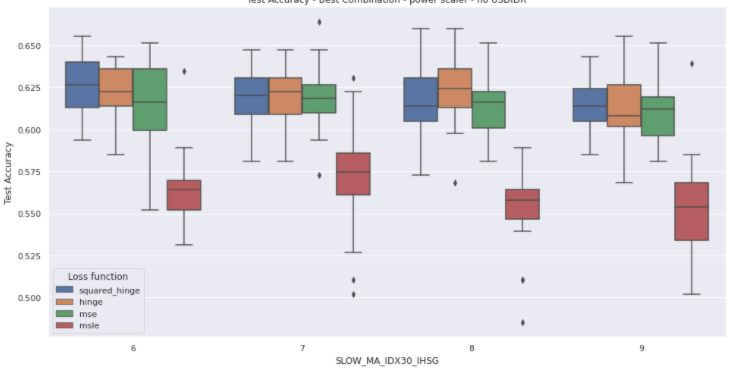 Test Accuracy - Best Combination - power scaler - no USDIDR
0.650
0.625
0.600
0.575
0.550
0.525
0.500
Test Accuracy
Loss function
squared_hinge
hinge
mse
msle
6 7 8 9
SLOW_MA_IDX30_IHSG